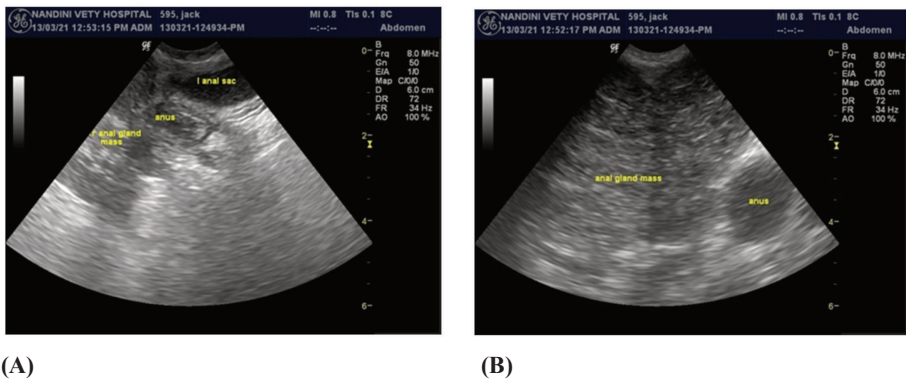 NANDINI VETY HOSPITAL 595, jack MI 0.8 TIs 0.1 8C
13/03/21 12:53:15 PM ADM 130321-124934-PM --:--:-- Abdomen
B
Frq 8.0 MHz
Gn 50
E/A 1/0
Map C/0/0
D 6.0 cm
DR 72
FR 34 Hz
AO 100 %
0-
2-
4-
6-
l anal sac
anus
r anal gland
mass
(A)
NANDINI VETY HOSPITAL 595, jack MI 0.8 TIs 0.1 8C
13/03/21 12:52:17 PM ADM 130321-124934-PM --:--:-- Abdomen
B
Frq 8.0 MHz
Gn 50
E/A 1/0
Map C/0/0
D 6.0 cm
DR 72
FR 34 Hz
AO 100 %
0-
2-
4-
6-
anal gland mass
anus
(B)